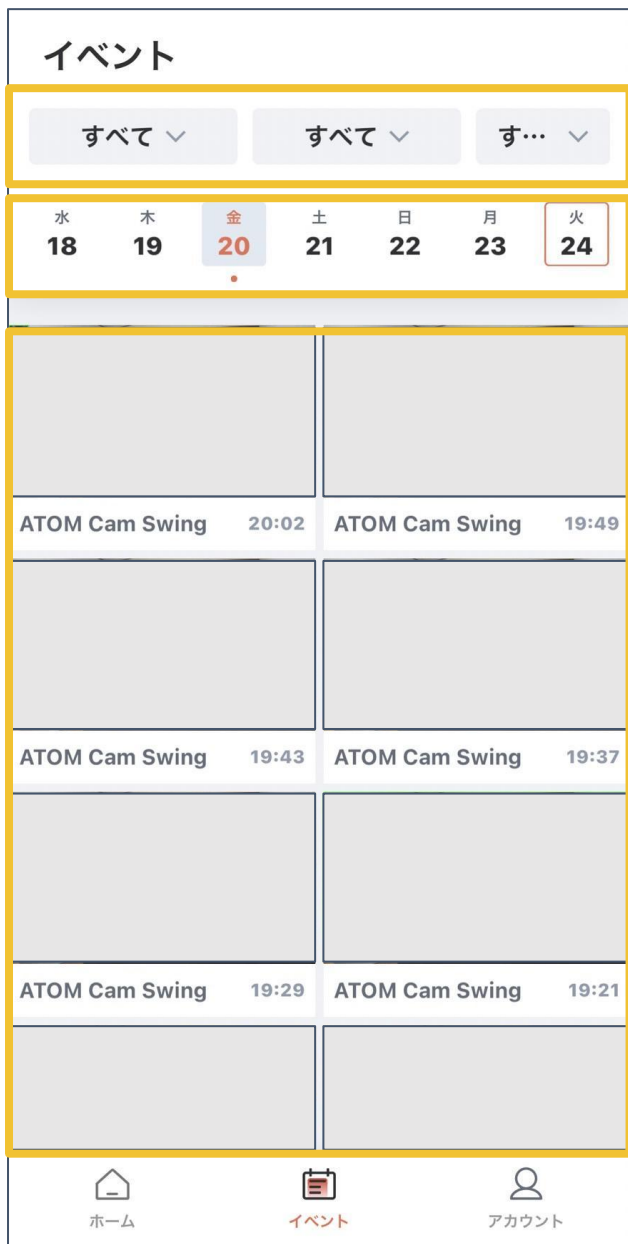 イベント
すべて すべて す…
水 木 金 土 日 月 火
18 19 20 21 22 23 24
ATOM Cam Swing 20:02 ATOM Cam Swing 19:49
ATOM Cam Swing 19:43 ATOM Cam Swing 19:37
ATOM Cam Swing 19:29 ATOM Cam Swing 19:21
ホーム イベント アカウント